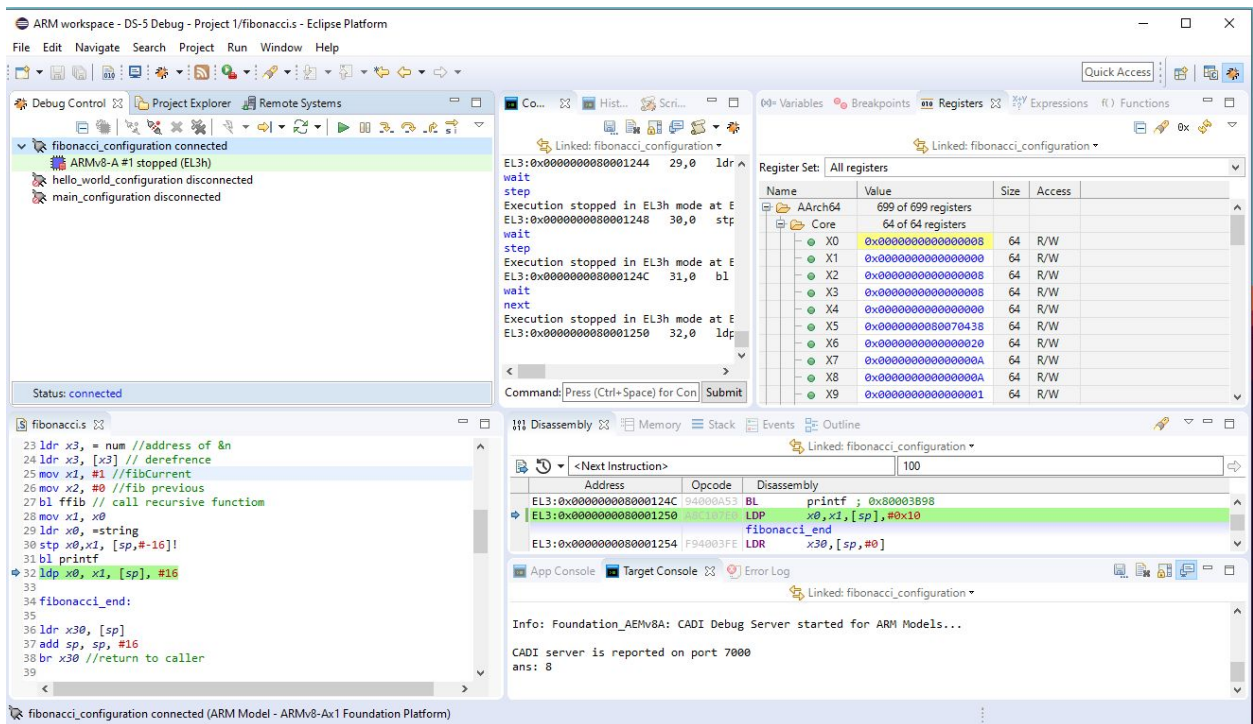 ARM workspace - DS-5 Debug - Project 1/fibonacci.s - Eclipse Platform
File Edit Navigate Search Project Run Window Help
Quick Access
Debug Control Project Explorer Remote Systems
fibonacci_configuration connected
ARMv8-A #1 stopped (EL3h)
hello_world_configuration disconnected
main_configuration disconnected
Status: connected
Co... Hist... Scri...
Linked: fibonacci_configuration
EL3:0x0000000080001244 29,0 ldr
wait
step
Execution stopped in EL3h mode at E
EL3:0x0000000080001248 30,0 stp
wait
step
Execution stopped in EL3h mode at E
EL3:0x000000008000124C 31,0 bl
wait
next
Execution stopped in EL3h mode at E
EL3:0x0000000080001250 32,0 ldp
Command: Press (Ctrl+Space) for Con Submit
(x)= Variables Breakpoints 010 Registers Expressions f() Functions
0x
Linked: fibonacci_configuration
Register Set: All registers
Name Value Size Access
AArch64 699 of 699 registers
Core 64 of 64 registers
X0 0x0000000000000008 64 R/W
X1 0x0000000000000000 64 R/W
X2 0x0000000000000008 64 R/W
X3 0x0000000000000008 64 R/W
X4 0x0000000000000000 64 R/W
X5 0x0000000080070438 64 R/W
X6 0x0000000000000020 64 R/W
X7 0x000000000000000A 64 R/W
X8 0x000000000000000A 64 R/W
X9 0x0000000000000001 64 R/W
fibonacci.s
23 ldr x3, = num //address of &n
24 ldr x3, [x3] // derefrence
25 mov x1, #1 //fibCurrent
26 mov x2, #0 //fib previous
27 bl ffib // call recursive functiom
28 mov x1, x0
29 ldr x0, =string
30 stp x0,x1, [sp,#-16]!
31 bl printf
32 ldp x0, x1, [sp], #16
33
34 fibonacci_end:
35
36 ldr x30, [sp]
37 add sp, sp, #16
38 br x30 //return to caller
39
Disassembly Memory Stack Events Outline
Linked: fibonacci_configuration
<Next Instruction> 100
Address Opcode Disassembly
EL3:0x000000008000124C 94000A53 BL printf ; 0x80003B98
EL3:0x0000000080001250 A8C107E0 LDP x0,x1,[sp],#0x10
fibonacci_end
EL3:0x0000000080001254 F94003FE LDR x30,[sp,#0]
App Console Target Console Error Log
Linked: fibonacci_configuration
Info: Foundation_AEMv8A: CADI Debug Server started for ARM Models...
CADI server is reported on port 7000
ans: 8
fibonacci_configuration connected (ARM Model - ARMv8-Ax1 Foundation Platform)